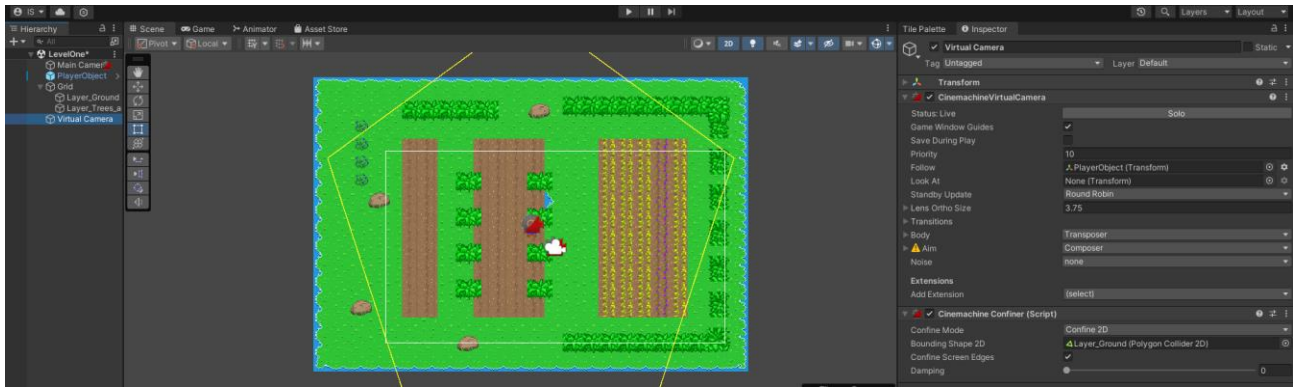 IS
Layers
Layout
Hierarchy
Scene
Game
Animator
Asset Store
Tile Palette
Inspector
All
Pivot
Local
2D
LevelOne*
Main Camer
PlayerObject
Grid
Layer_Ground
Layer_Trees_a
Virtual Camera
Virtual Camera
Static
Tag Untagged
Layer Default
Transform
CinemachineVirtualCamera
Status: Live
Solo
Game Window Guides
Save During Play
Priority
10
Follow
PlayerObject (Transform)
Look At
None (Transform)
Standby Update
Round Robin
Lens Ortho Size
3.75
Transitions
Body
Transposer
Aim
Composer
Noise
none
Extensions
Add Extension
(select)
Cinemachine Confiner (Script)
Confine Mode
Confine 2D
Bounding Shape 2D
Layer_Ground (Polygon Collider 2D)
Confine Screen Edges
Damping
0